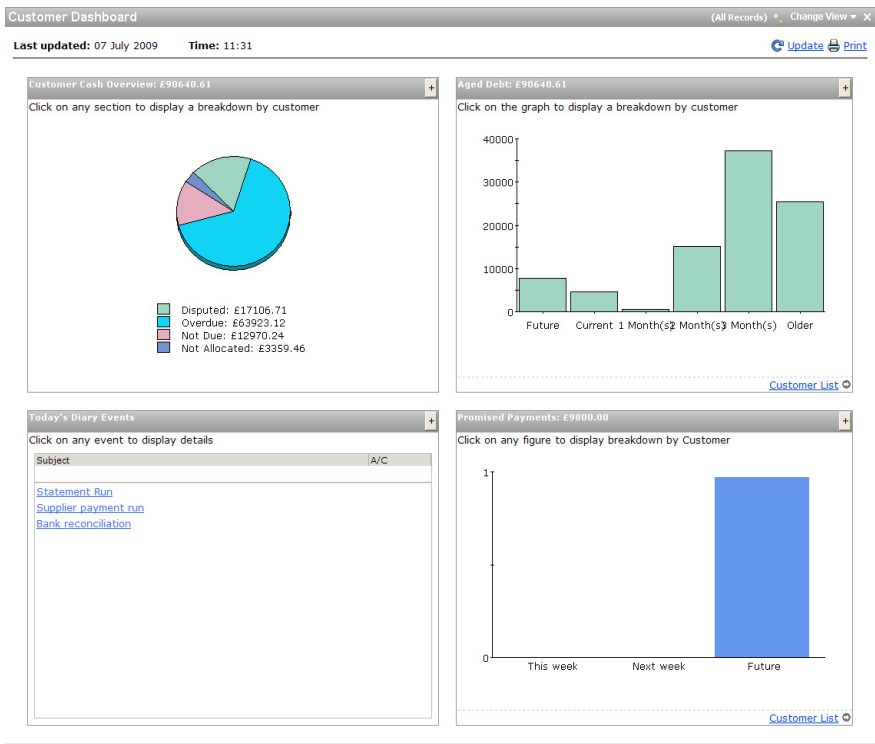 Customer Dashboard
(All Records) Change View
Last updated: 07 July 2009 Time: 11:31
Update Print
Customer Cash Overview: £90640.61
+
Click on any section to display a breakdown by customer
Disputed: £17106.71
Overdue: £63923.12
Not Due: £12970.24
Not Allocated: £3359.46
Aged Debt: £90640.61
+
Click on the graph to display a breakdown by customer
40000
30000
20000
10000
0
Future Current 1 Month(s) 2 Month(s) 3 Month(s) Older
Customer List
Today's Diary Events
+
Click on any event to display details
Subject A/C
Statement Run
Supplier payment run
Bank reconciliation
Promised Payments: £9800.00
+
Click on any figure to display breakdown by Customer
1
0
This week Next week Future
Customer List